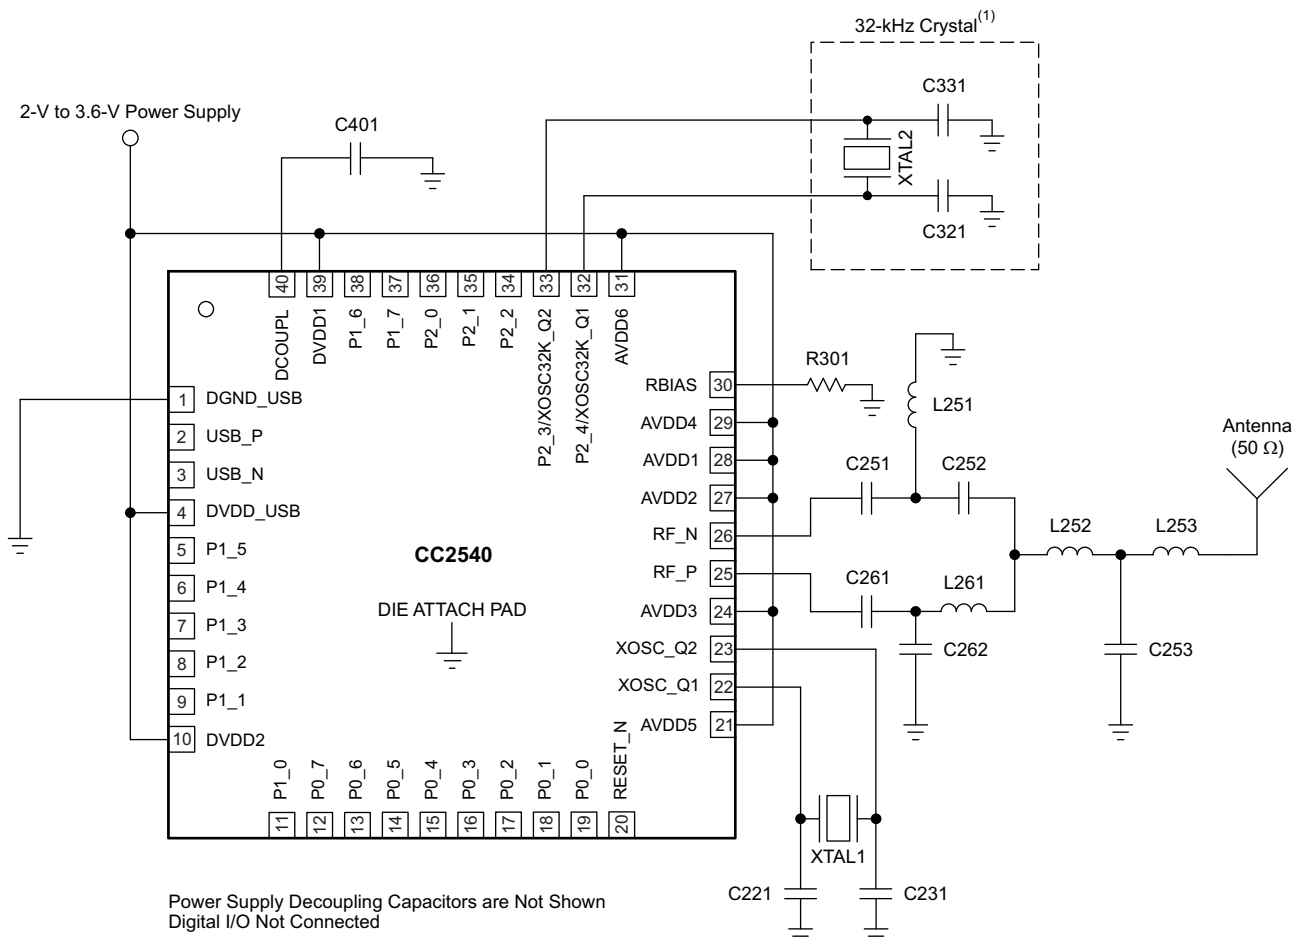 32-kHz Crystal(1)
2-V to 3.6-V Power Supply
C401
C331
XTAL2
C321
40
39
38
37
36
35
34
33
32
31
DCOUPL
DVDD1
P1_6
P1_7
P2_0
P2_1
P2_2
P2_3/XOSC32K_Q2
P2_4/XOSC32K_Q1
AVDD6
1 DGND_USB
2 USB_P
3 USB_N
4 DVDD_USB
5 P1_5
6 P1_4
7 P1_3
8 P1_2
9 P1_1
10 DVDD2
CC2540
DIE ATTACH PAD
RBIAS 30
AVDD4 29
AVDD1 28
AVDD2 27
RF_N 26
RF_P 25
AVDD3 24
XOSC_Q2 23
XOSC_Q1 22
AVDD5 21
R301
L251
C251
C252
Antenna
(50 Ω)
L252
L253
C261
L261
C262
C253
P1_0
P0_7
P0_6
P0_5
P0_4
P0_3
P0_2
P0_1
P0_0
RESET_N
11
12
13
14
15
16
17
18
19
20
XTAL1
C221
C231
Power Supply Decoupling Capacitors are Not Shown
Digital I/O Not Connected